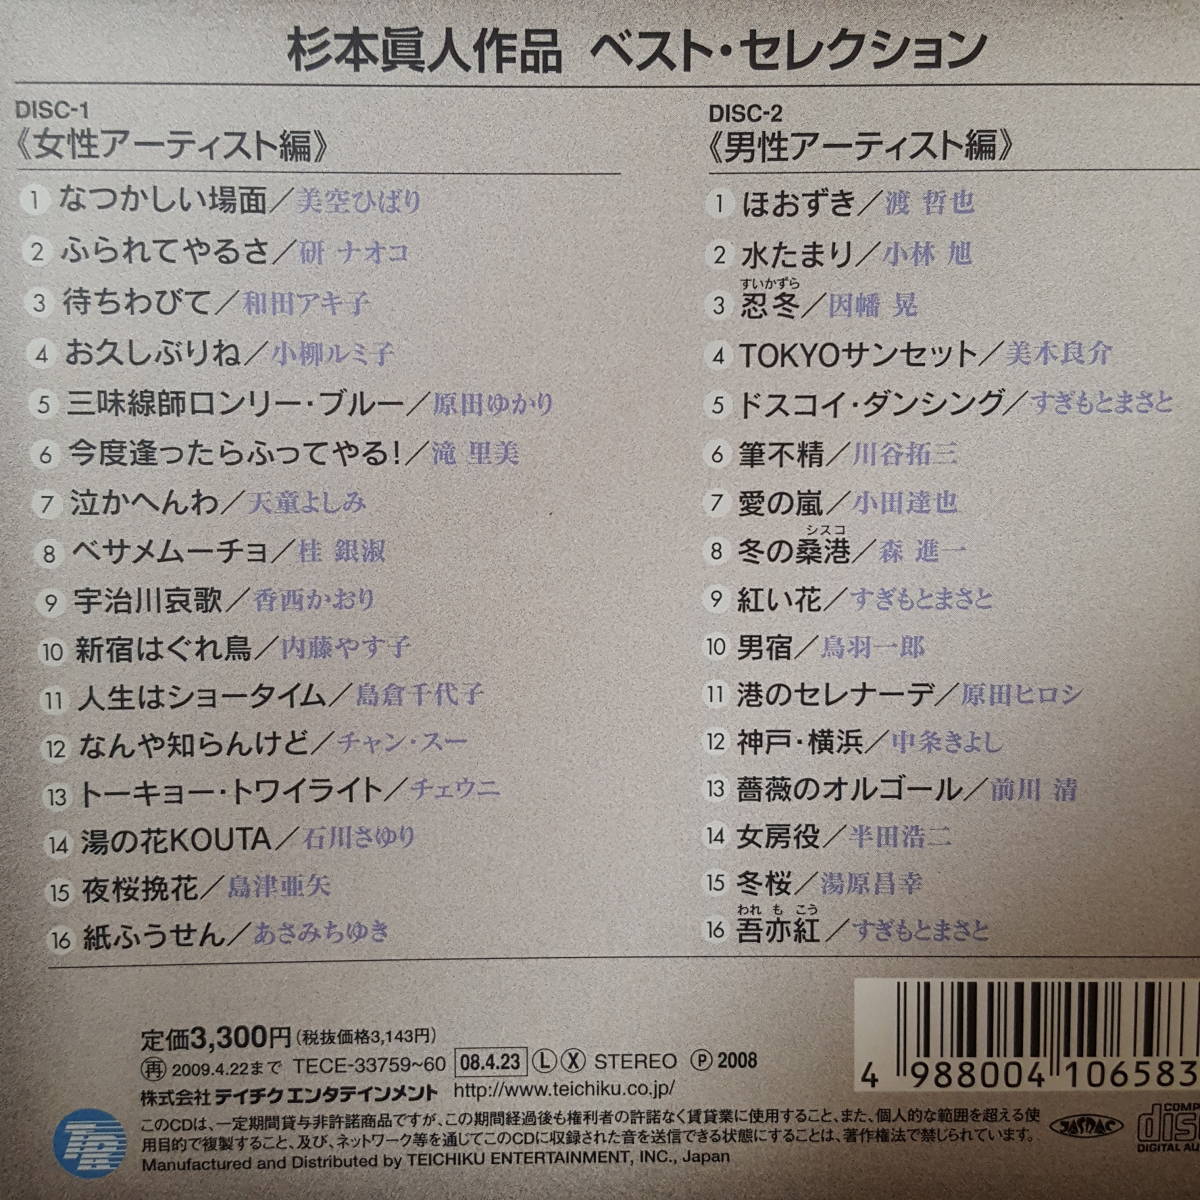 杉本眞人作品 ベスト・セレクション
DISC-1
《女性アーティスト編》
1 なつかしい場面／美空ひばり
2 ふられてやるさ／研 ナオコ
3 待ちわびて／和田アキ子
4 お久しぶりね／小柳ルミ子
5 三味線師ロンリー・ブルー／原田ゆかり
6 今度逢ったらふってやる!／滝 里美
7 泣かへんわ／天童よしみ
8 ベサメムーチョ／桂 銀淑
9 宇治川哀歌／香西かおり
10 新宿はぐれ鳥／内藤やす子
11 人生はショータイム／島倉千代子
12 なんや知らんけど／チャン・スー
13 トーキョー・トワイライト／チェウニ
14 湯の花KOUTA／石川さゆり
15 夜桜挽花／島津亜矢
16 紙ふうせん／あさみちゆき
DISC-2
《男性アーティスト編》
1 ほおずき／渡 哲也
2 水たまり／小林 旭
すいかずら
3 忍冬／因幡 晃
4 TOKYOサンセット／美木良介
5 ドスコイ・ダンシング／すぎもとまさと
6 筆不精／川谷拓三
7 愛の嵐／小田達也
シスコ
8 冬の桑港／森 進一
9 紅い花／すぎもとまさと
10 男宿／鳥羽一郎
11 港のセレナーデ／原田ヒロシ
12 神戸・横浜／中条きよし
13 薔薇のオルゴール／前川 清
14 女房役／半田浩二
15 冬桜／湯原昌幸
われ も こう
16 吾亦紅／すぎもとまさと
定価3,300円(税抜価格3,143円)
再 2009.4.22まで TECE-33759~60 08.4.23 Ⓛ Ⓧ STEREO Ⓟ 2008
株式会社 テイチク エンタテインメント http://www.teichiku.co.jp/
このCDは、一定期間貸与非許諾商品ですが、この期間経過後も権利者の許諾なく賃貸業に使用すること、また、個人的な範囲を超える使
用目的で複製すること、及び、ネットワーク等を通じてこのCDに収録された音を送信できる状態にすることは、著作権法で禁じられています。
Manufactured and Distributed by TEICHIKU ENTERTAINMENT, INC., Japan
4 988004 106583
JASRAC
COMP
disc
DIGITAL AU